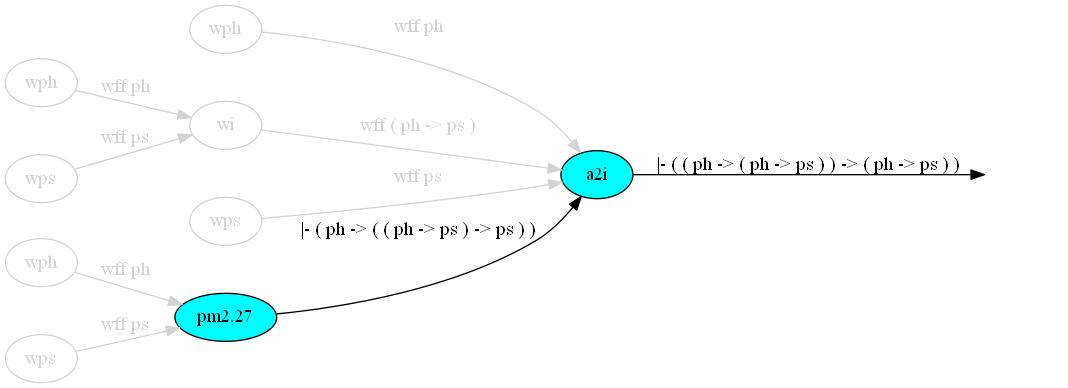 wph
wff ph
wph
wff ph
wi
wff ( ph -> ps )
wff ps
wps
a2i
|- ( ( ph -> ( ph -> ps ) ) -> ( ph -> ps ) )
wff ps
wps
|- ( ph -> ( ( ph -> ps ) -> ps ) )
wph
wff ph
pm2.27
wff ps
wps